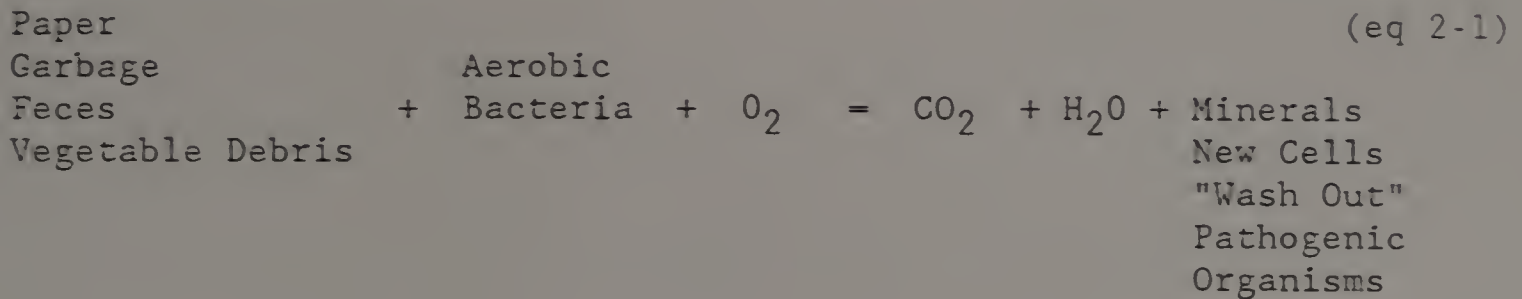 Paper (eq 2-1)
Garbage Aerobic
Feces + Bacteria + O₂ = CO₂ + H₂O + Minerals
Vegetable Debris New Cells
"Wash Out"
Pathogenic
Organisms